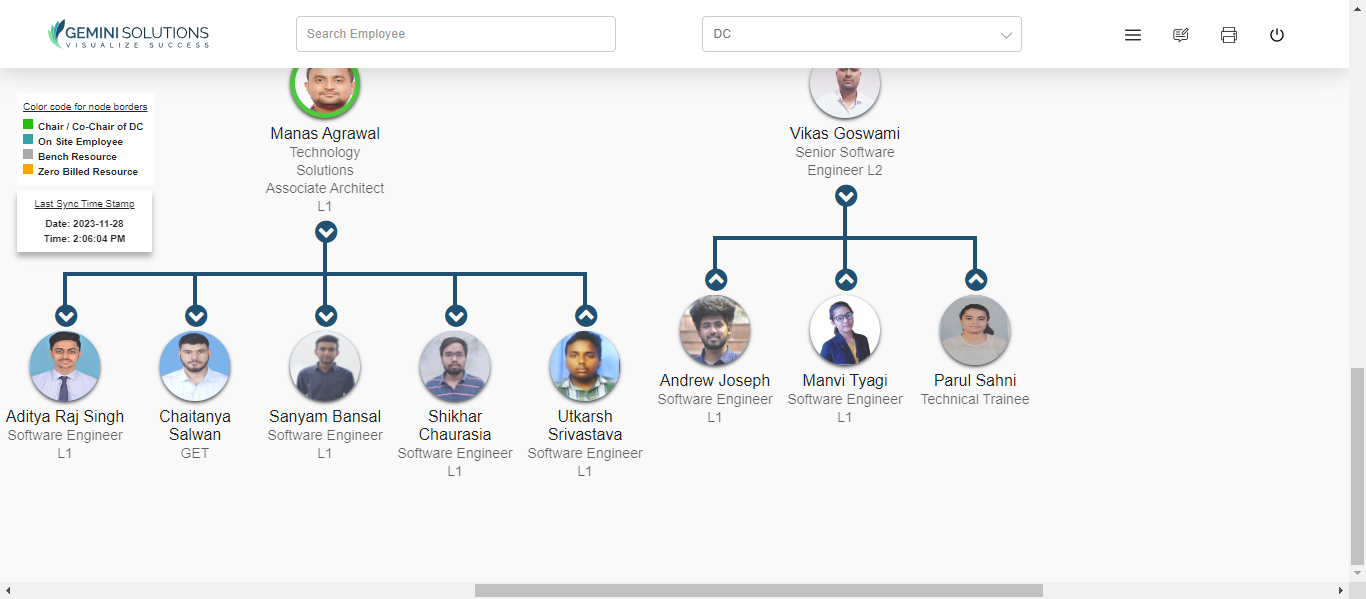 GEMINI SOLUTIONS
VISUALIZE SUCCESS
Search Employee
DC
Color code for node borders
Chair / Co-Chair of DC
On Site Employee
Bench Resource
Zero Billed Resource
Last Sync Time Stamp
Date: 2023-11-28
Time: 2:06:04 PM
Manas Agrawal
Technology
Solutions
Associate Architect
L1
Vikas Goswami
Senior Software
Engineer L2
Aditya Raj Singh
Software Engineer
L1
Chaitanya
Salwan
GET
Sanyam Bansal
Software Engineer
L1
Shikhar
Chaurasia
Software Engineer
L1
Utkarsh
Srivastava
Software Engineer
L1
Andrew Joseph
Software Engineer
L1
Manvi Tyagi
Software Engineer
L1
Parul Sahni
Technical Trainee